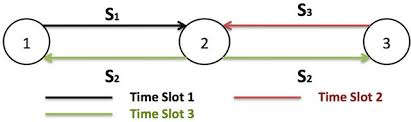 S1 S3
1 2 3
S2 S2
Time Slot 1 Time Slot 2
Time Slot 3